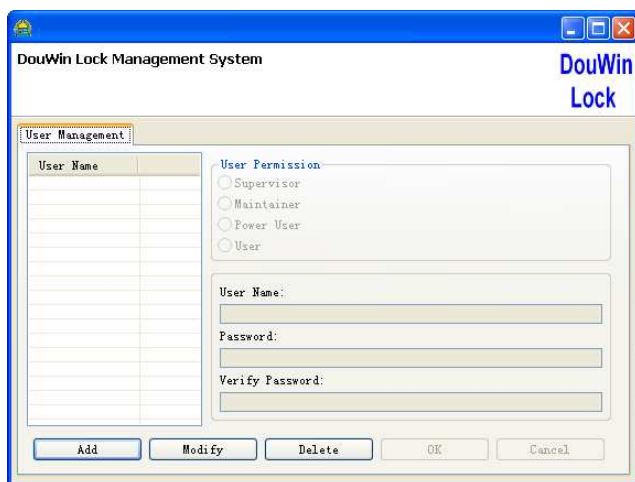 DouWin Lock Management System
DouWin
Lock
User Management
User Name
User Permission
Supervisor
Maintainer
Power User
User
User Name:
Password:
Verify Password:
Add
Modify
Delete
OK
Cancel